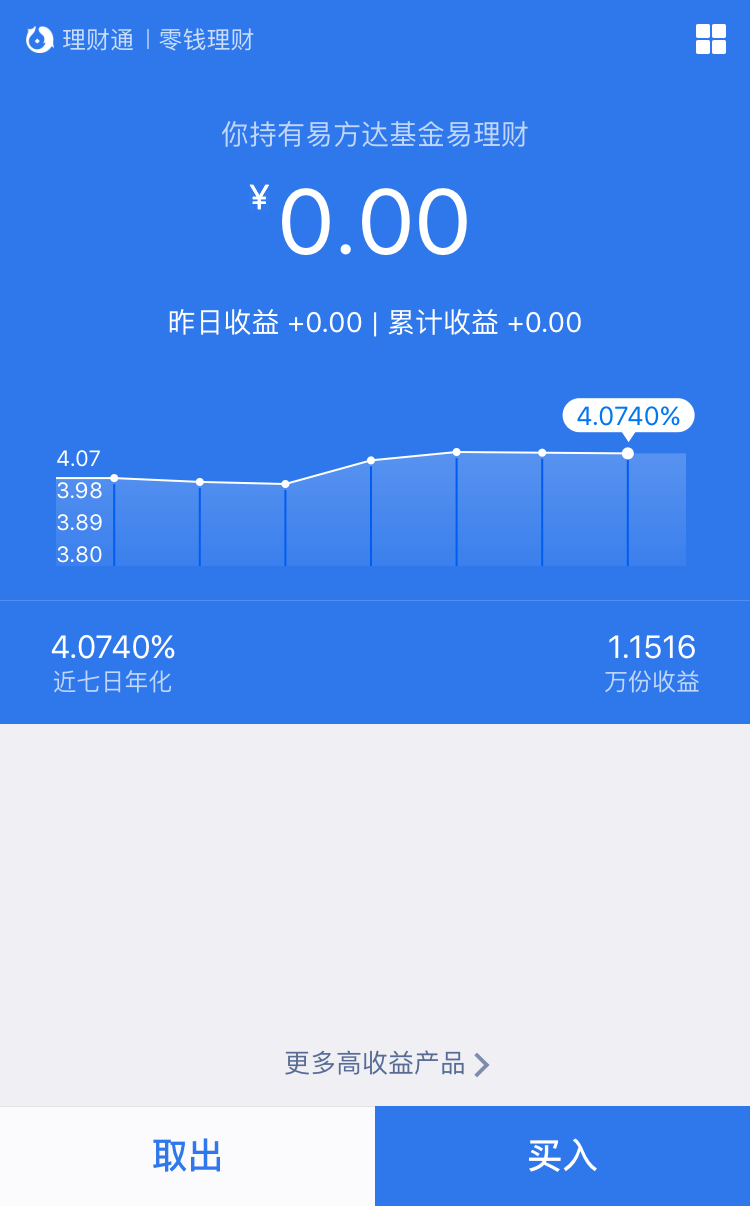 理财通 | 零钱理财
你持有易方达基金易理财
¥0.00
昨日收益 +0.00 | 累计收益 +0.00
4.0740%
4.07
3.98
3.89
3.80
4.0740% 1.1516
近七日年化 万份收益
更多高收益产品
取出 买入